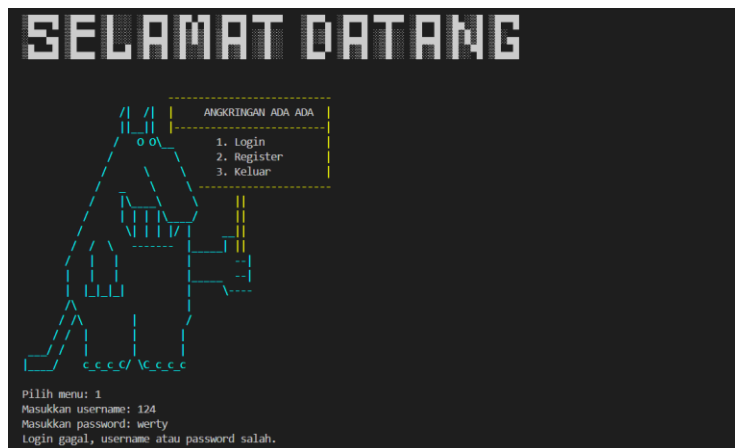 SELAMAT DATANG
ANGKRINGAN ADA ADA
1. Login
2. Register
3. Keluar
Pilih menu: 1
Masukkan username: 124
Masukkan password: werty
Login gagal, username atau password salah.